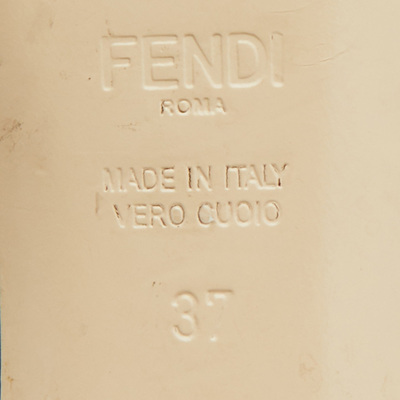 FENDI
ROMA
MADE IN ITALY
VERO CUOIO
37